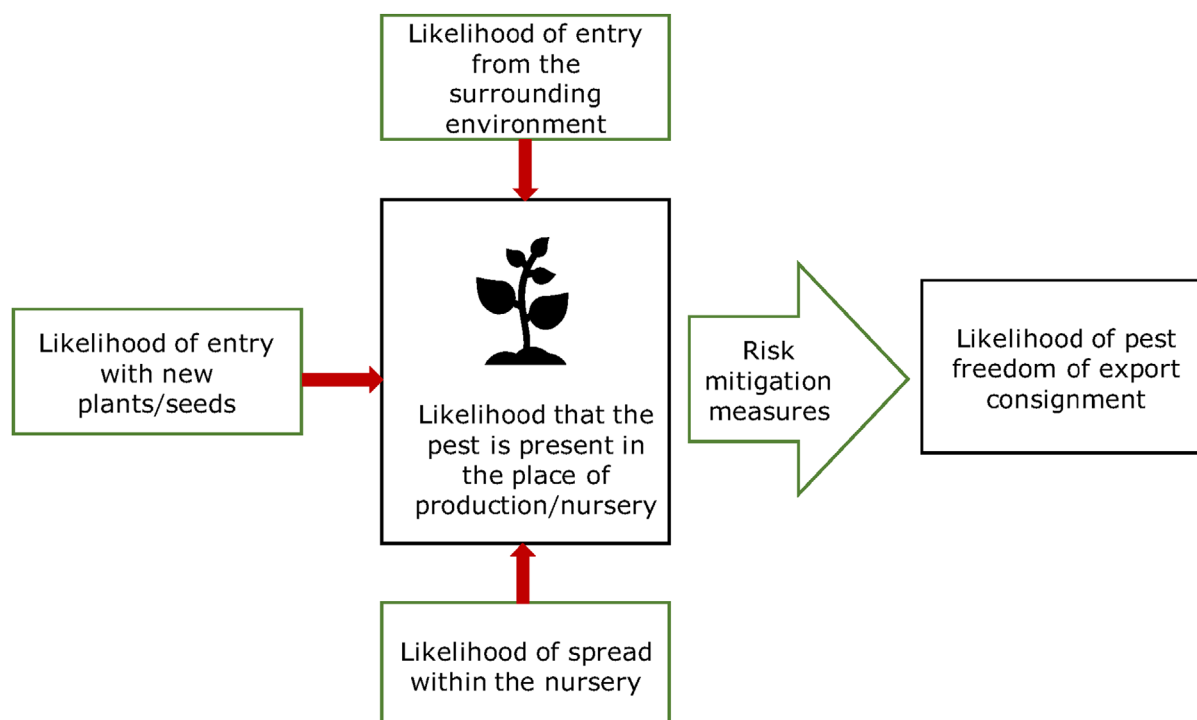 Likelihood of entry
from the
surrounding
environment
Likelihood of entry
with new
plants/seeds
Likelihood that the
pest is present in
the place of
production/nursery
Risk
mitigation
measures
Likelihood of pest
freedom of export
consignment
Likelihood of spread
within the nursery